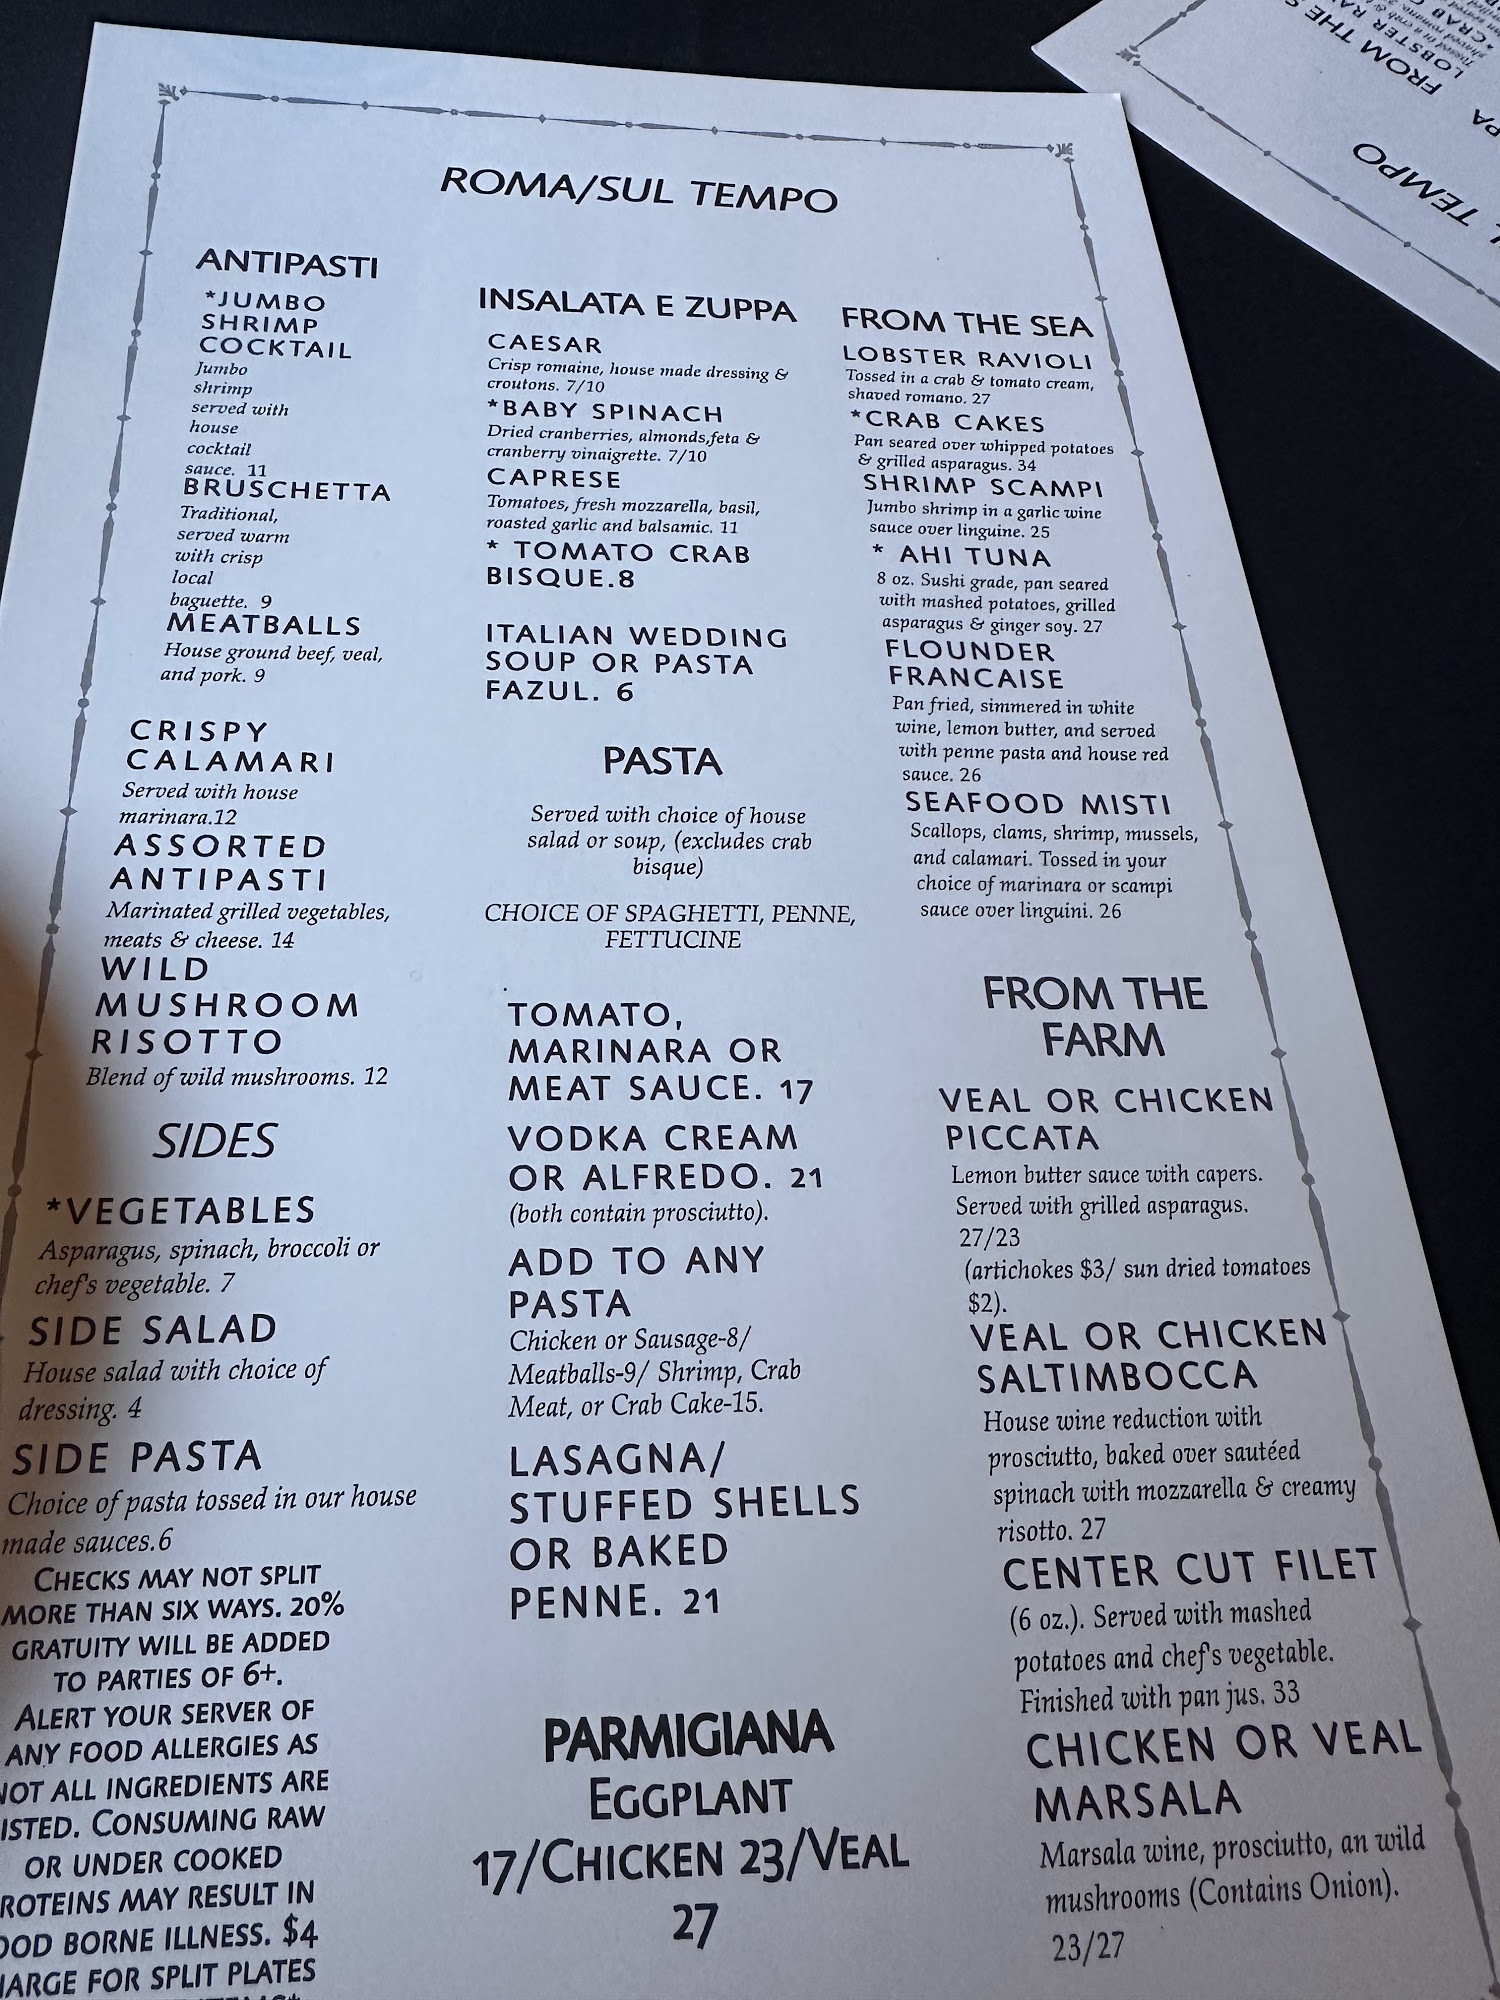 ROMA/SUL TEMPO
ANTIPASTI
*JUMBO
SHRIMP
COCKTAIL
Jumbo
shrimp
served with
house
cocktail
sauce. 11
BRUSCHETTA
Traditional,
served warm
with crisp
local
baguette. 9
MEATBALLS
House ground beef, veal,
and pork. 9
CRISPY
CALAMARI
Served with house
marinara.12
ASSORTED
ANTIPASTI
Marinated grilled vegetables,
meats & cheese. 14
WILD
MUSHROOM
RISOTTO
Blend of wild mushrooms. 12
SIDES
*VEGETABLES
Asparagus, spinach, broccoli or
chef's vegetable. 7
SIDE SALAD
House salad with choice of
dressing. 4
SIDE PASTA
Choice of pasta tossed in our house
made sauces.6
CHECKS MAY NOT SPLIT
MORE THAN SIX WAYS. 20%
GRATUITY WILL BE ADDED
TO PARTIES OF 6+.
ALERT YOUR SERVER OF
ANY FOOD ALLERGIES AS
NOT ALL INGREDIENTS ARE
ISTED. CONSUMING RAW
OR UNDER COOKED
ROTEINS MAY RESULT IN
OOD BORNE ILLNESS. $4
HARGE FOR SPLIT PLATES
INSALATA E ZUPPA
CAESAR
Crisp romaine, house made dressing &
croutons. 7/10
*BABY SPINACH
Dried cranberries, almonds,feta &
cranberry vinaigrette. 7/10
CAPRESE
Tomatoes, fresh mozzarella, basil,
roasted garlic and balsamic. 11
* TOMATO CRAB
BISQUE.8
ITALIAN WEDDING
SOUP OR PASTA
FAZUL. 6
PASTA
Served with choice of house
salad or soup, (excludes crab
bisque)
CHOICE OF SPAGHETTI, PENNE,
FETTUCINE
TOMATO,
MARINARA OR
MEAT SAUCE. 17
VODKA CREAM
OR ALFREDO. 21
(both contain prosciutto).
ADD TO ANY
PASTA
Chicken or Sausage-8/
Meatballs-9/ Shrimp, Crab
Meat, or Crab Cake-15.
LASAGNA/
STUFFED SHELLS
OR BAKED
PENNE. 21
PARMIGIANA
EGGPLANT
17/CHICKEN 23/VEAL
27
FROM THE SEA
LOBSTER RAVIOLI
Tossed in a crab & tomato cream,
shaved romano. 27
*CRAB CAKES
Pan seared over whipped potatoes
& grilled asparagus. 34
SHRIMP SCAMPI
Jumbo shrimp in a garlic wine
sauce over linguine. 25
* AHI TUNA
8 oz. Sushi grade, pan seared
with mashed potatoes, grilled
asparagus & ginger soy. 27
FLOUNDER
FRANCAISE
Pan fried, simmered in white
wine, lemon butter, and served
with penne pasta and house red
sauce. 26
SEAFOOD MISTI
Scallops, clams, shrimp, mussels,
and calamari. Tossed in your
choice of marinara or scampi
sauce over linguini. 26
FROM THE
FARM
VEAL OR CHICKEN
PICCATA
Lemon butter sauce with capers.
Served with grilled asparagus.
27/23
(artichokes $3/ sun dried tomatoes
$2).
VEAL OR CHICKEN
SALTIMBOCCA
House wine reduction with
prosciutto, baked over sautéed
spinach with mozzarella & creamy
risotto. 27
CENTER CUT FILET
(6 oz.). Served with mashed
potatoes and chef's vegetable.
Finished with pan jus. 33
CHICKEN OR VEAL
MARSALA
Marsala wine, prosciutto, an wild
mushrooms (Contains Onion).
23/27
TEMPO
FROM THE S
LOBSTER RA